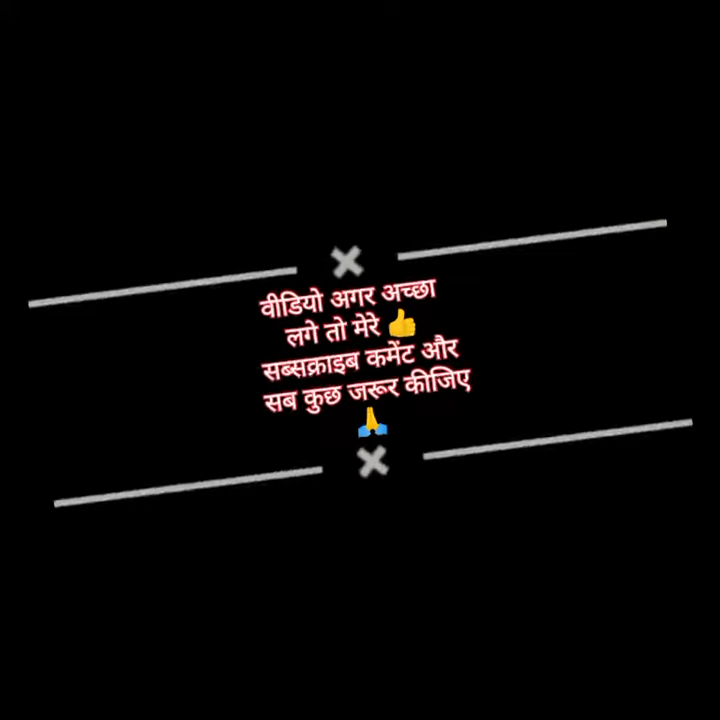 वीडियो अगर अच्छा
लगे तो मेरे 👍
सब्सक्राइब कमेंट और
सब कुछ जरूर कीजिए
🙏